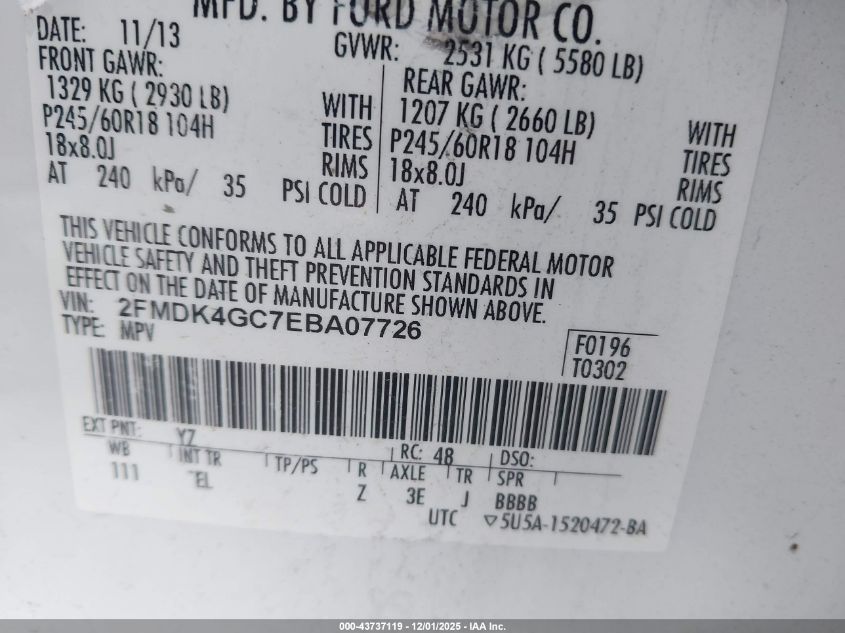 MFD. BY FORD MOTOR CO.
DATE: 11/13 GVWR: 2531 KG ( 5580 LB)
FRONT GAWR: REAR GAWR:
1329 KG ( 2930 LB) WITH 1207 KG ( 2660 LB) WITH
P245/60R18 104H TIRES P245/60R18 104H TIRES
18x8.0J RIMS 18x8.0J RIMS
AT 240 kPa/ 35 PSI COLD AT 240 kPa/ 35 PSI COLD
THIS VEHICLE CONFORMS TO ALL APPLICABLE FEDERAL MOTOR
VEHICLE SAFETY AND THEFT PREVENTION STANDARDS IN
EFFECT ON THE DATE OF MANUFACTURE SHOWN ABOVE.
VIN: 2FMDK4GC7EBA07726
TYPE: MPV
F0196
T0302
EXT PNT: YZ RC: 48 DSO:
WB INT TR TP/PS R AXLE TR SPR
111 EL Z 3E J BBBB
UTC ▽5U5A-1520472-BA
000-43737119 - 12/01/2025 - IAA Inc.